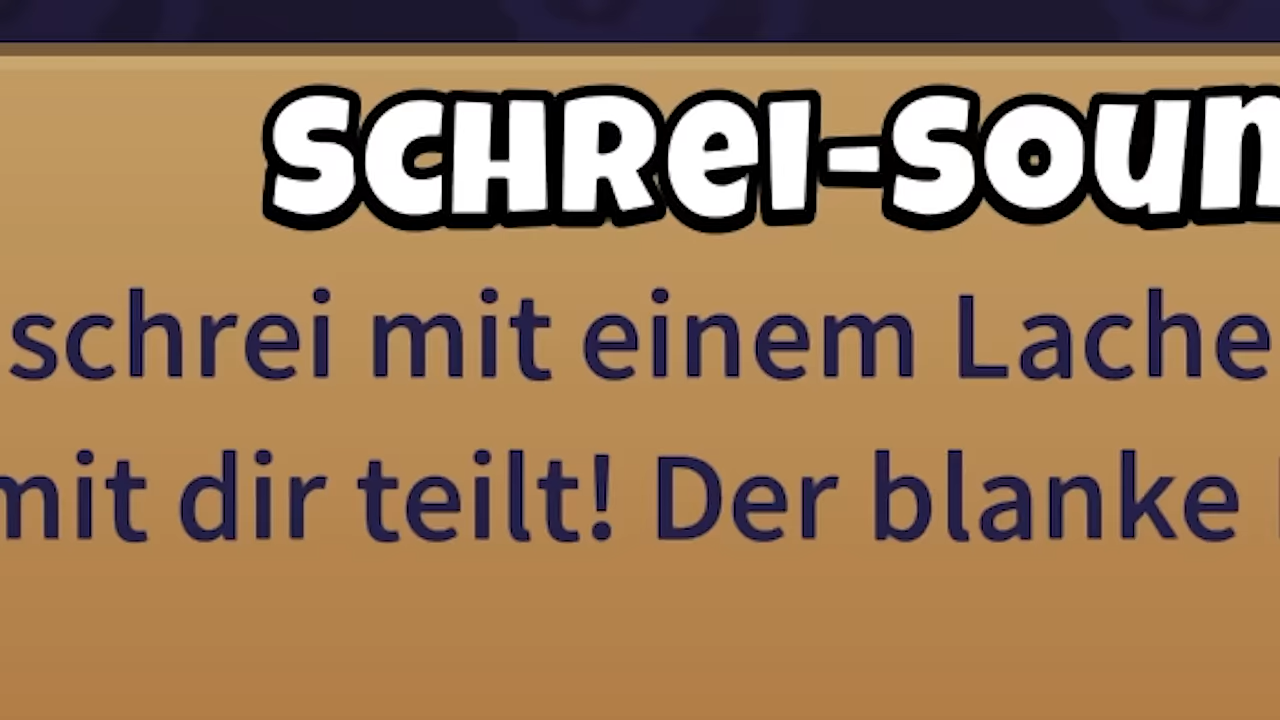 SCHREI-SOUN
schrei mit einem Lache
mit dir teilt! Der blanke